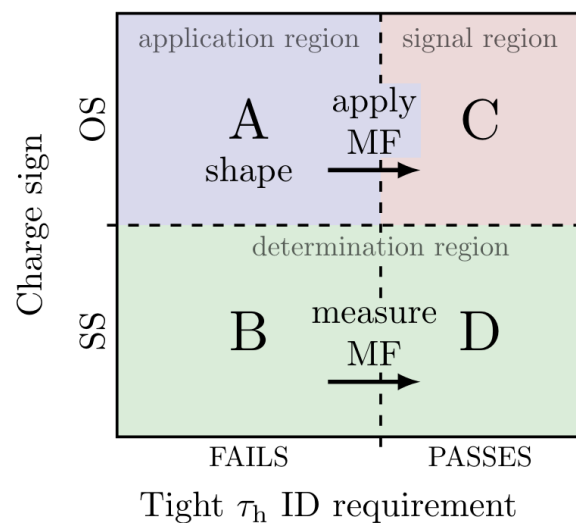 application region
signal region
OS
A
apply
C
shape
MF
Charge sign
determination region
SS
B
measure
D
MF
FAILS
PASSES
Tight τh ID requirement